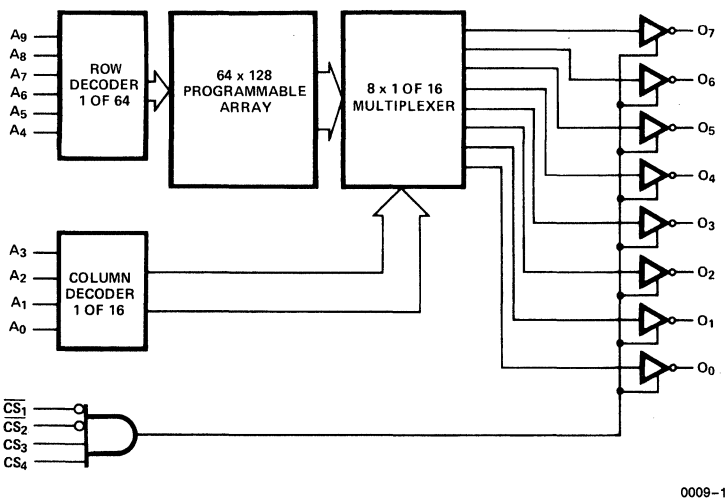 A9
A8
A7
A6
A5
A4
ROW
DECODER
1 OF 64
64 x 128
PROGRAMMABLE
ARRAY
8 x 1 OF 16
MULTIPLEXER
O7
O6
O5
O4
O3
O2
O1
O0
A3
A2
A1
A0
COLUMN
DECODER
1 OF 16
CS1
CS2
CS3
CS4
0009-1